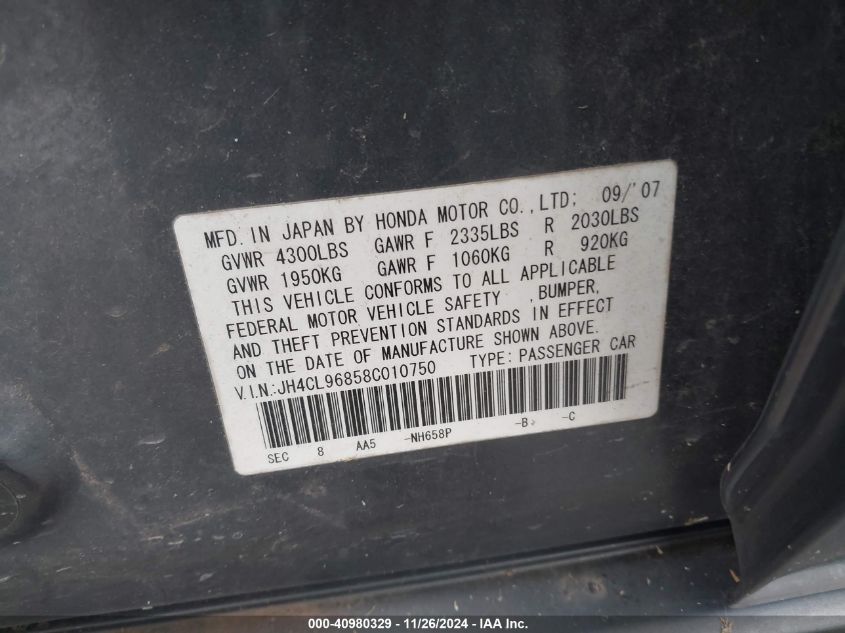 MFD. IN JAPAN BY HONDA MOTOR CO.,LTD; 09/'07
GVWR 4300LBS GAWR F 2335LBS R 2030LBS
GVWR 1950KG GAWR F 1060KG R 920KG
THIS VEHICLE CONFORMS TO ALL APPLICABLE
FEDERAL MOTOR VEHICLE SAFETY ,BUMPER,
AND THEFT PREVENTION STANDARDS IN EFFECT
ON THE DATE OF MANUFACTURE SHOWN ABOVE.
V.I.N:JH4CL96858C010750 TYPE: PASSENGER CAR
SEC 8 AA5 -NH658P -B -C
000-40980329 - 11/26/2024 - IAA Inc.